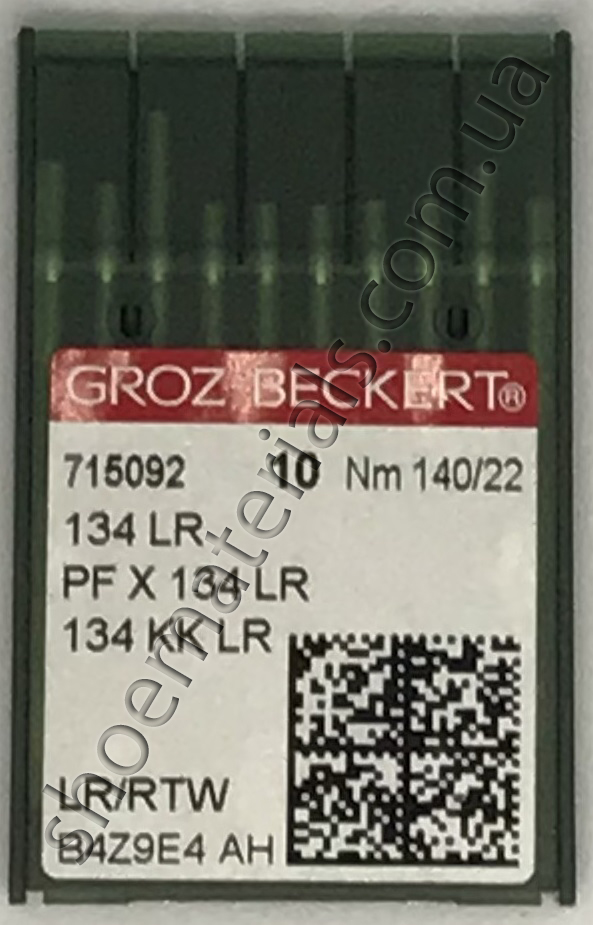 U U
GROZ BECKERT®
715092 10 Nm 140/22
134 LR
PF X 134 LR
134 KK LR
LR/RTW
B4Z9E4 AH
shoematerials.com.ua